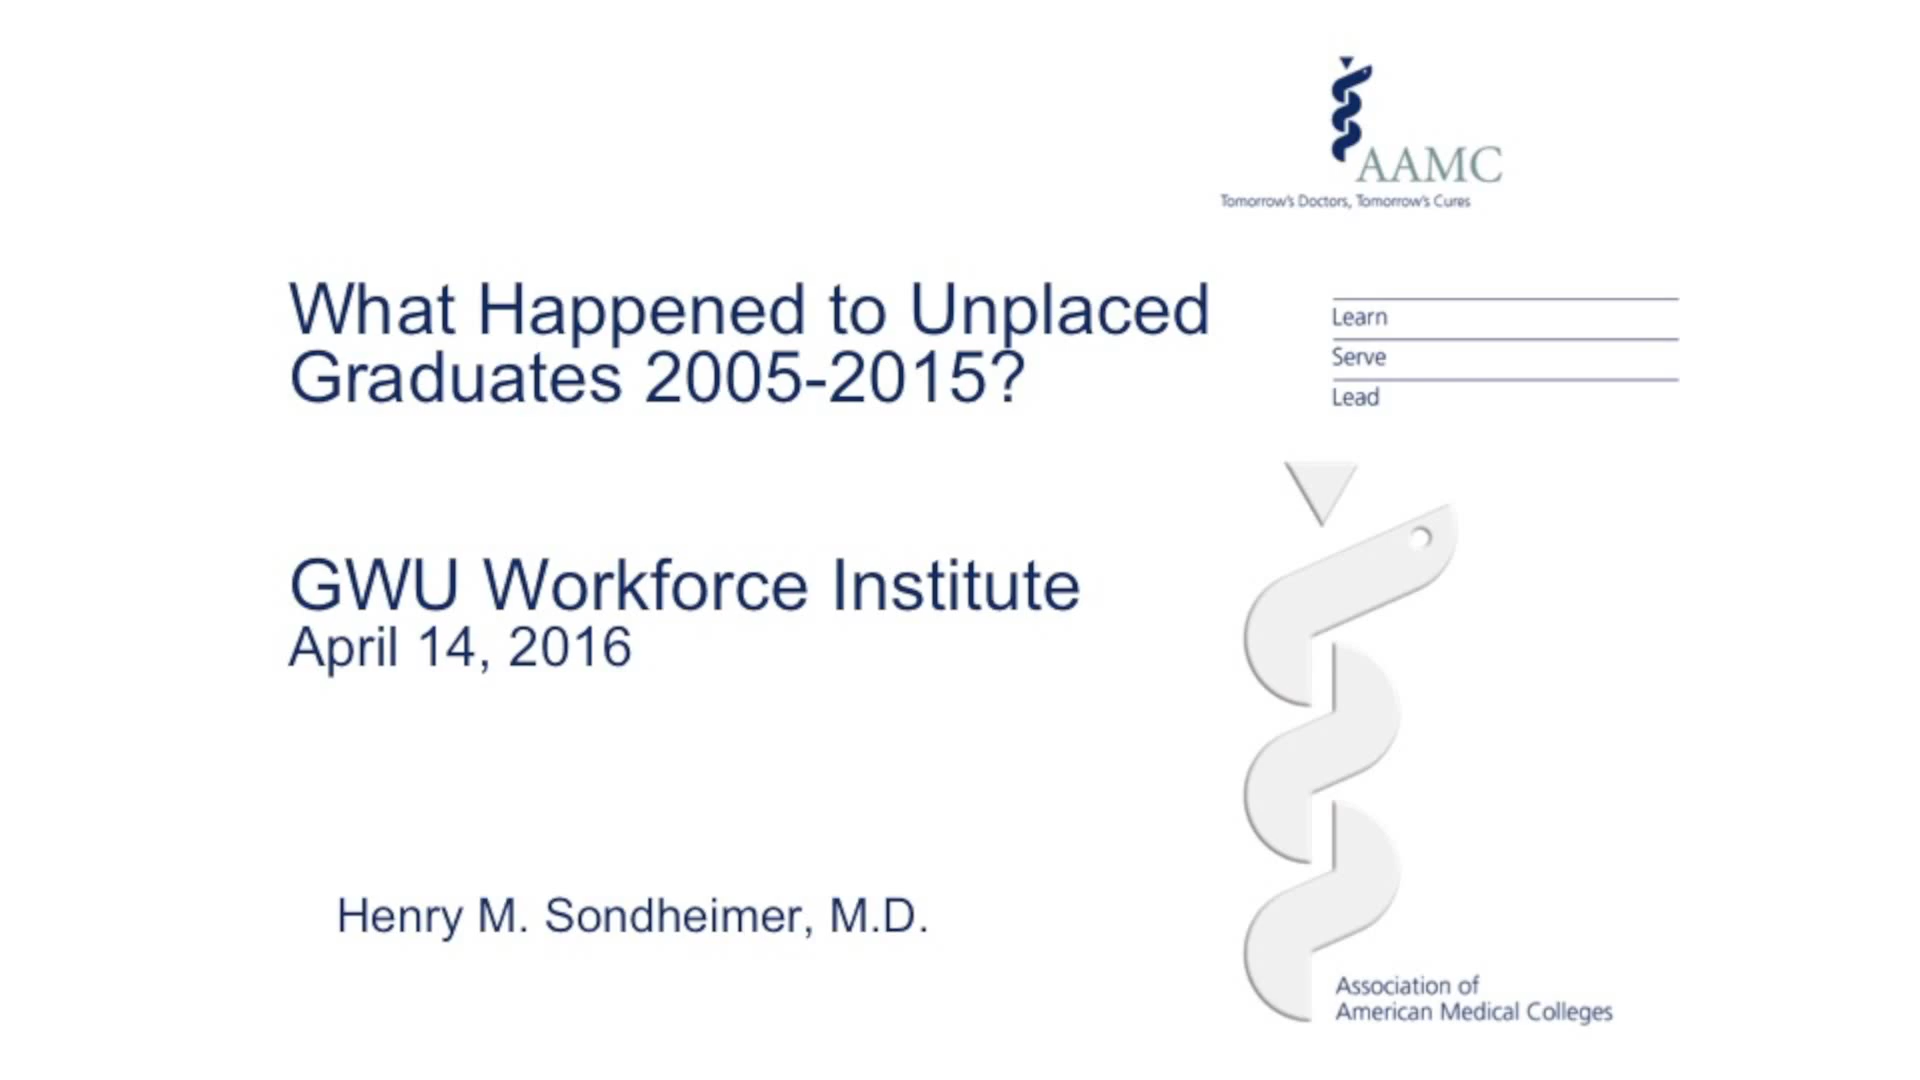 AAMC
Tomorrow's Doctors, Tomorrow's Cures
What Happened to Unplaced
Graduates 2005-2015?
Learn
Serve
Lead
GWU Workforce Institute
April 14, 2016
Henry M. Sondheimer, M.D.
Association of
American Medical Colleges